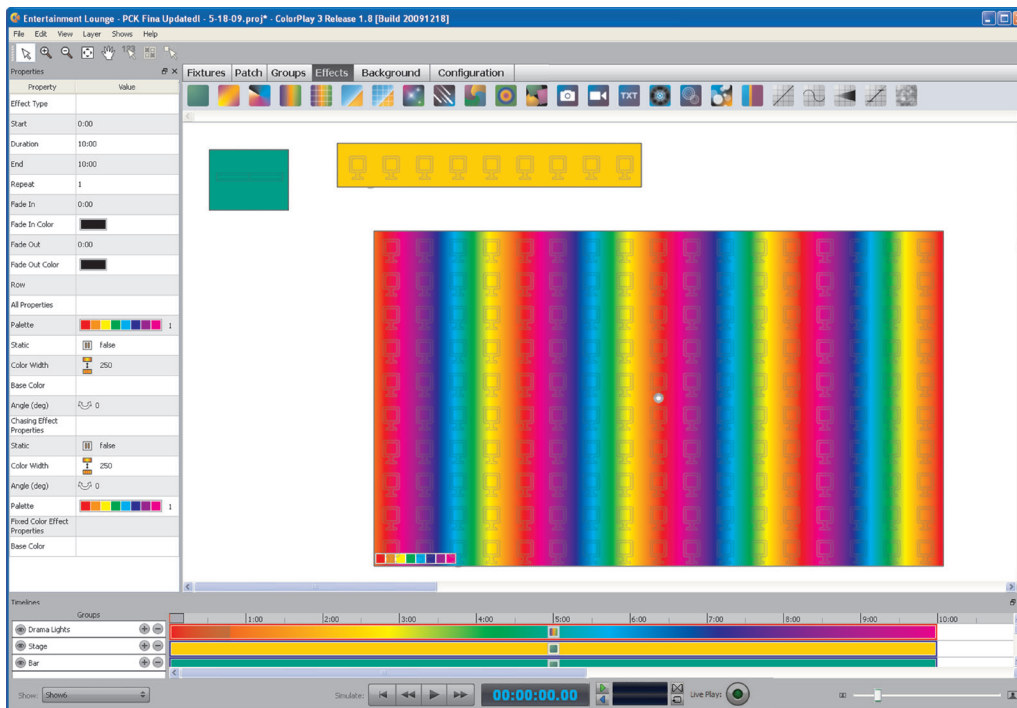 Entertainment Lounge - PCK Fina Updatedl - 5-18-09.proj* - ColorPlay 3 Release 1.8 [Build 20091218]
File Edit View Layer Shows Help
123
Properties
Fixtures Patch Groups Effects Background Configuration
Property Value
TXT
Effect Type
Start 0:00
Duration 10:00
End 10:00
Repeat 1
Fade In 0:00
Fade In Color
Fade Out 0:00
Fade Out Color
Row
All Properties
Palette 1
Static false
Color Width 250
Base Color
Angle (deg) 0
Chasing Effect
Properties
Static false
Color Width 250
Angle (deg) 0
Palette 1
Fixed Color Effect
Properties
Base Color
Timelines
Groups
1:00 2:00 3:00 4:00 5:00 6:00 7:00 8:00 9:00 10:00
Drama Lights
Stage
Bar
Show: Show6 Simulate: 00:00:00.00 Live Play: